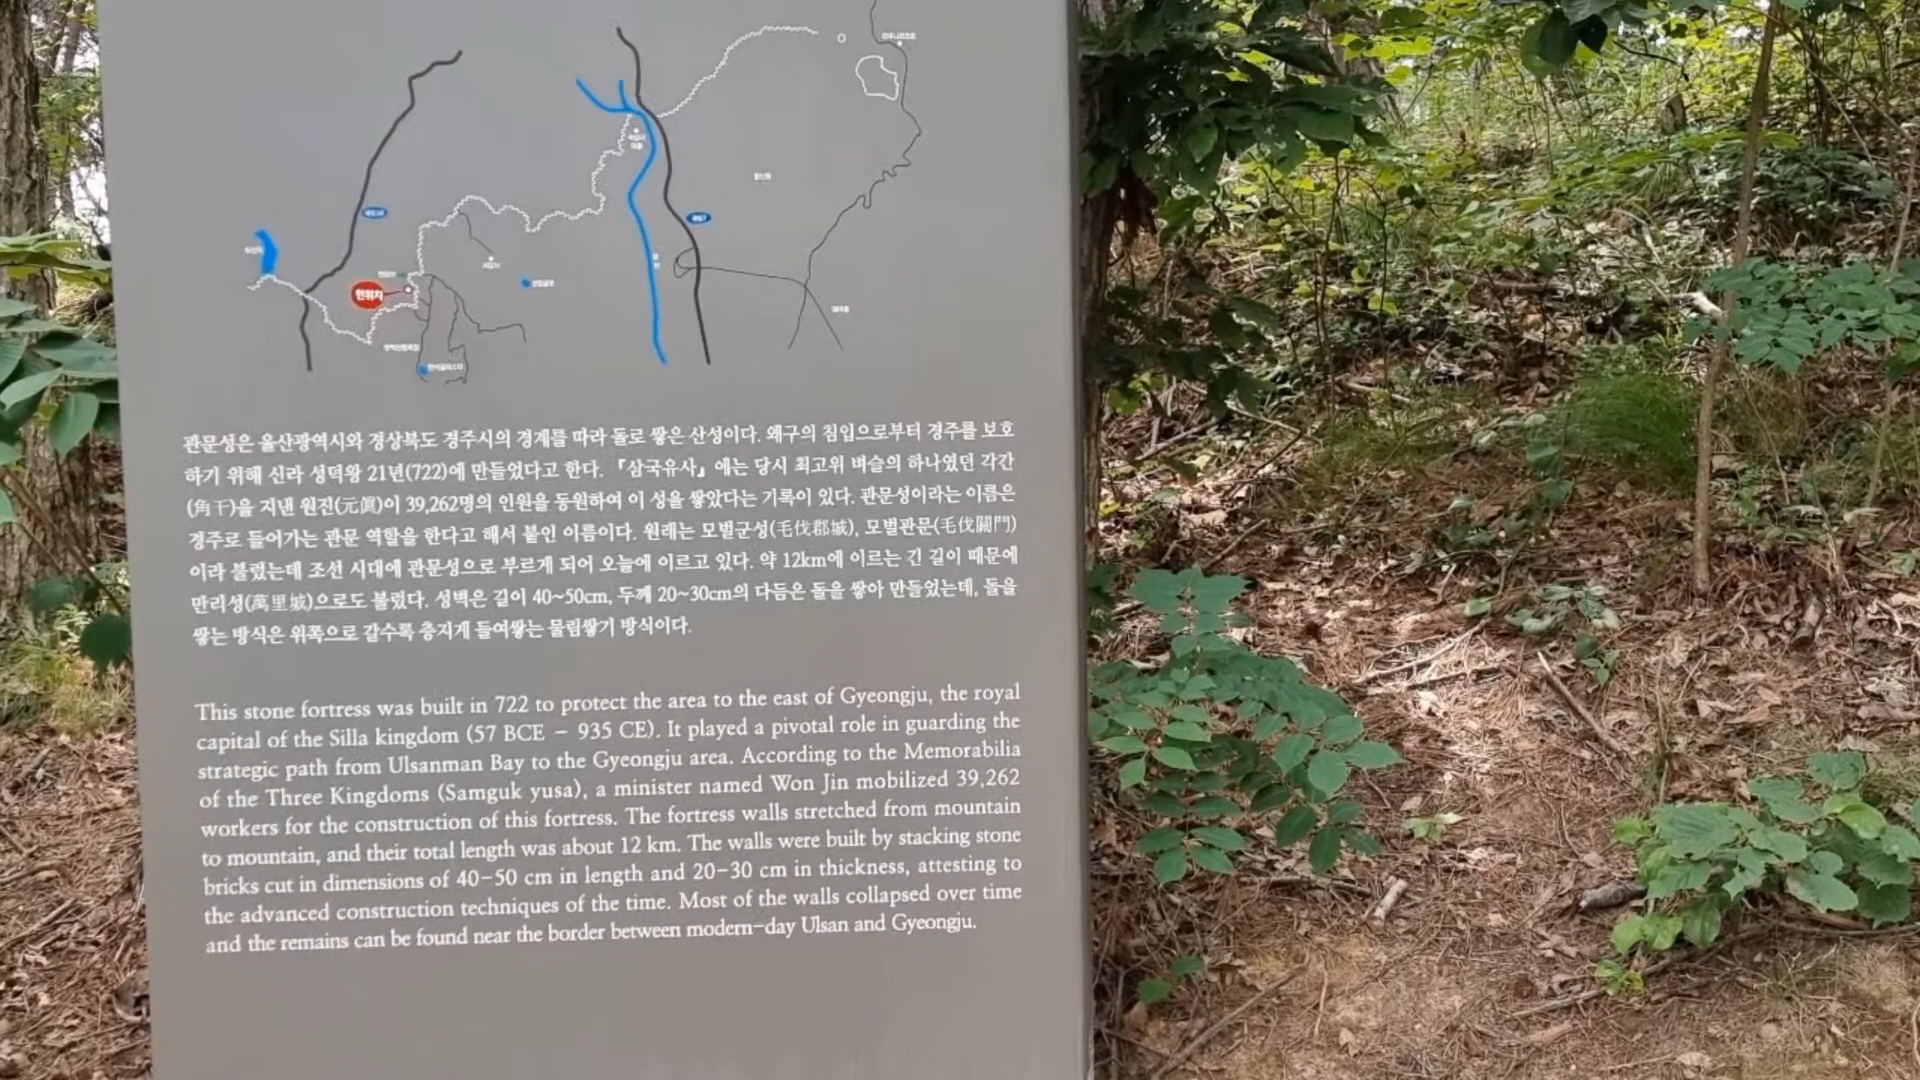 현위치
관문성은 울산광역시와 경상북도 경주시의 경계를 따라 돌로 쌓은 산성이다. 왜구의 침입으로부터 경주를 보호
하기 위해 신라 성덕왕 21년(722)에 만들었다고 한다. 『삼국유사』에는 당시 최고위 벼슬의 하나였던 각간
(角干)을 지낸 원진(元眞)이 39,262명의 인원을 동원하여 이 성을 쌓았다는 기록이 있다. 관문성이라는 이름은
경주로 들어가는 관문 역할을 한다고 해서 붙인 이름이다. 원래는 모벌군성(毛伐郡城), 모벌관문(毛伐關門)
이라 불렀는데 조선 시대에 관문성으로 부르게 되어 오늘에 이르고 있다. 약 12km에 이르는 긴 길이 때문에
만리성(萬里城)으로도 불렀다. 성벽은 길이 40~50cm, 두께 20~30cm의 다듬은 돌을 쌓아 만들었는데, 돌을
쌓는 방식은 위쪽으로 갈수록 층지게 들여쌓는 물림쌓기 방식이다.
This stone fortress was built in 722 to protect the area to the east of Gyeongju, the royal
capital of the Silla kingdom (57 BCE – 935 CE). It played a pivotal role in guarding the
strategic path from Ulsanman Bay to the Gyeongju area. According to the Memorabilia
of the Three Kingdoms (Samguk yusa), a minister named Won Jin mobilized 39,262
workers for the construction of this fortress. The fortress walls stretched from mountain
to mountain, and their total length was about 12 km. The walls were built by stacking stone
bricks cut in dimensions of 40–50 cm in length and 20–30 cm in thickness, attesting to
the advanced construction techniques of the time. Most of the walls collapsed over time
and the remains can be found near the border between modern-day Ulsan and Gyeongju.